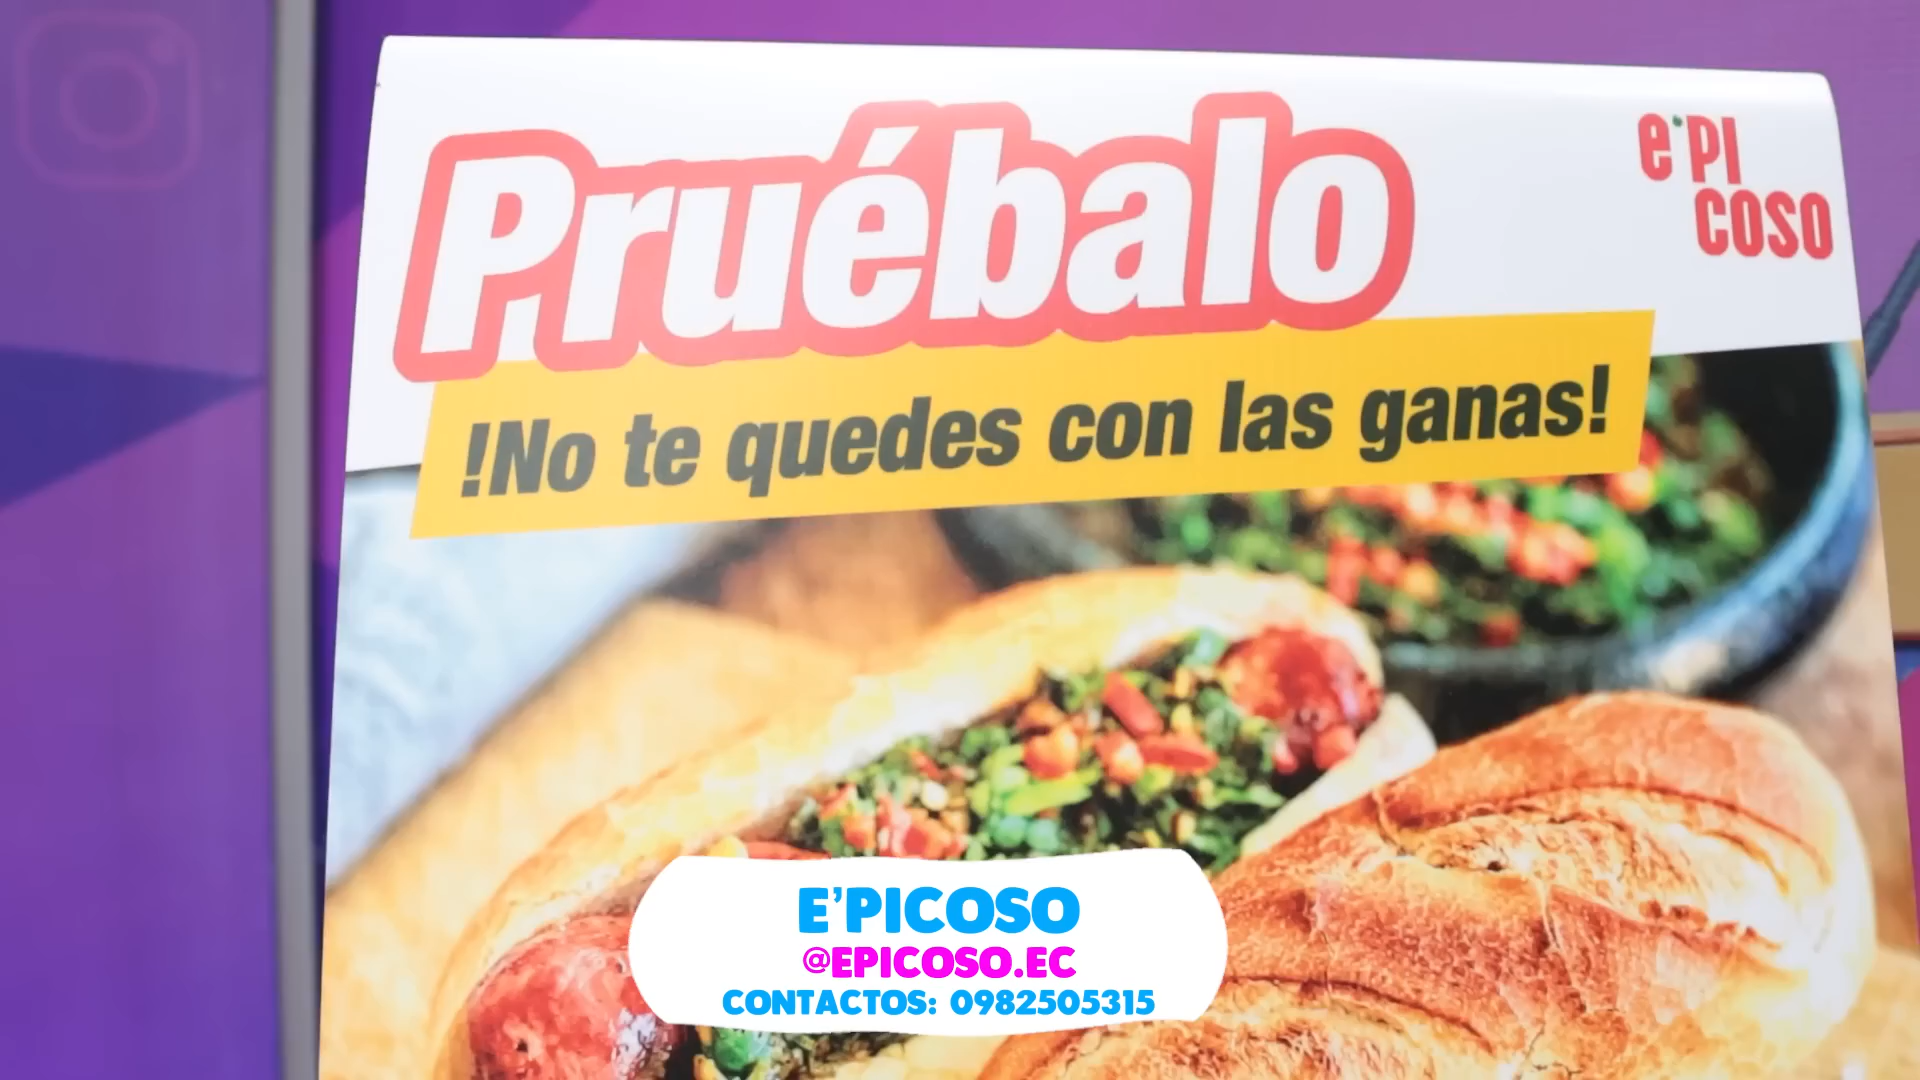 Pruébalo
e'PI
COSO
!No te quedes con las ganas!
E'PICOSO
@EPICOSO.EC
CONTACTOS: 0982505315